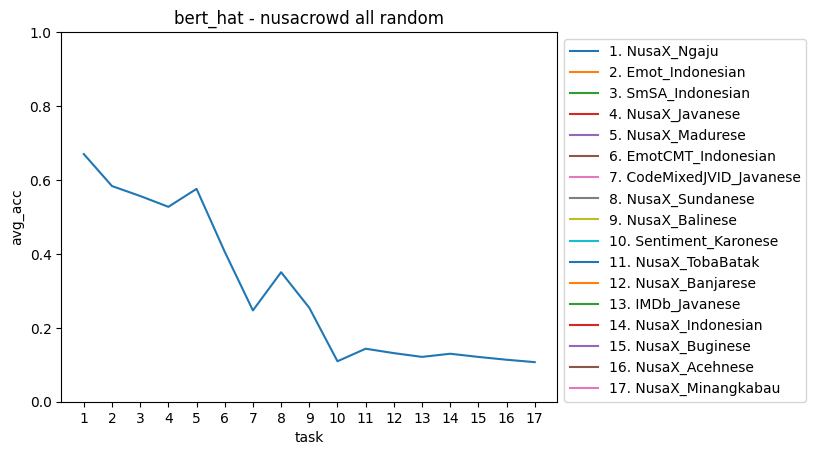 bert_hat - nusacrowd all random
1.0
0.8
0.6
0.4
0.2
0.0
avg_acc
1 2 3 4 5 6 7 8 9 10 11 12 13 14 15 16 17
task
1. NusaX_Ngaju
2. Emot_Indonesian
3. SmSA_Indonesian
4. NusaX_Javanese
5. NusaX_Madurese
6. EmotCMT_Indonesian
7. CodeMixedJVID_Javanese
8. NusaX_Sundanese
9. NusaX_Balinese
10. Sentiment_Karonese
11. NusaX_TobaBatak
12. NusaX_Banjarese
13. IMDb_Javanese
14. NusaX_Indonesian
15. NusaX_Buginese
16. NusaX_Acehnese
17. NusaX_Minangkabau